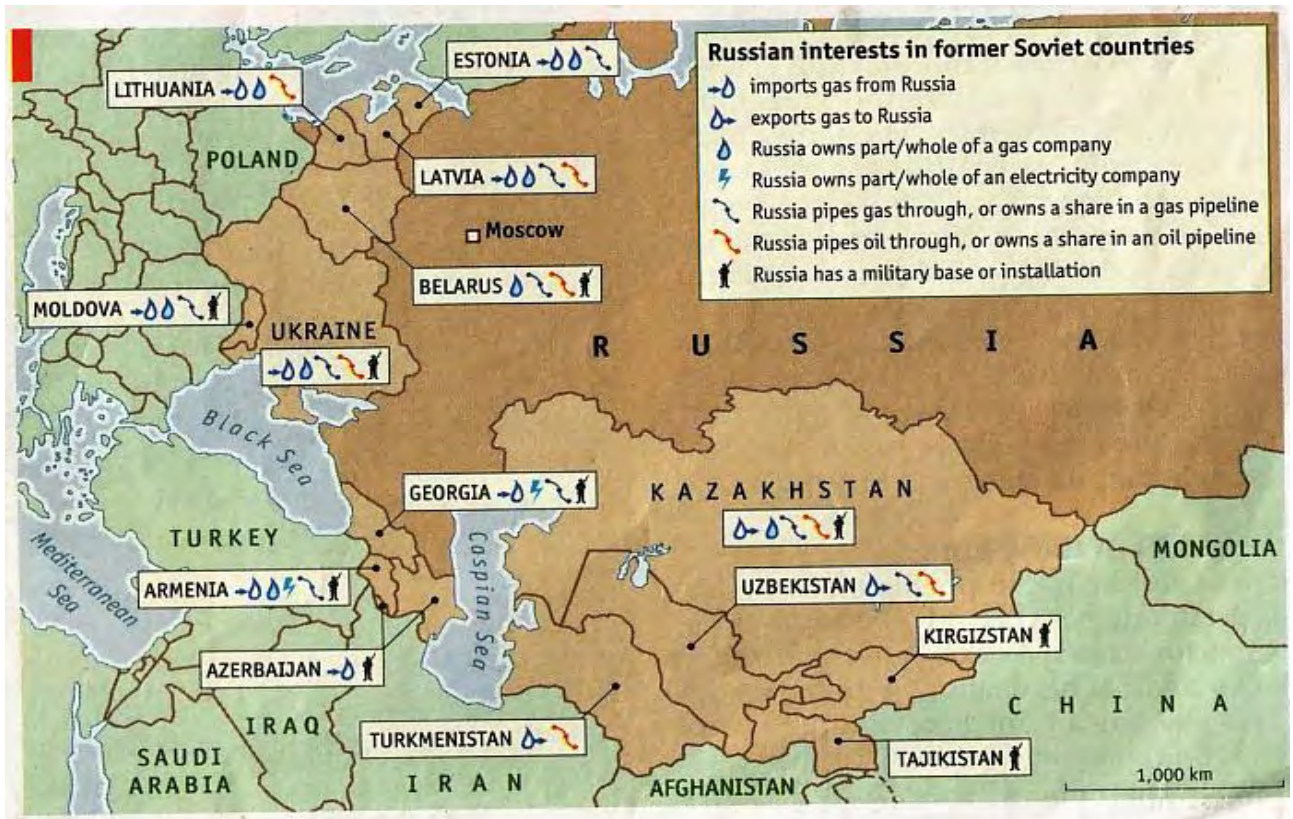 Russian interests in former Soviet countries
imports gas from Russia
exports gas to Russia
Russia owns part/whole of a gas company
Russia owns part/whole of an electricity company
Russia pipes gas through, or owns a share in a gas pipeline
Russia pipes oil through, or owns a share in an oil pipeline
Russia has a military base or installation
ESTONIA
LITHUANIA
POLAND
LATVIA
Moscow
BELARUS
MOLDOVA
UKRAINE
RUSSIA
Black Sea
GEORGIA
KAZAKHSTAN
TURKEY
Caspian Sea
MONGOLIA
Mediterranean
Sea
ARMENIA
UZBEKISTAN
KIRGIZSTAN
AZERBAIJAN
CHINA
IRAQ
TURKMENISTAN
TAJIKISTAN
SAUDI
ARABIA
IRAN
AFGHANISTAN
1,000 km